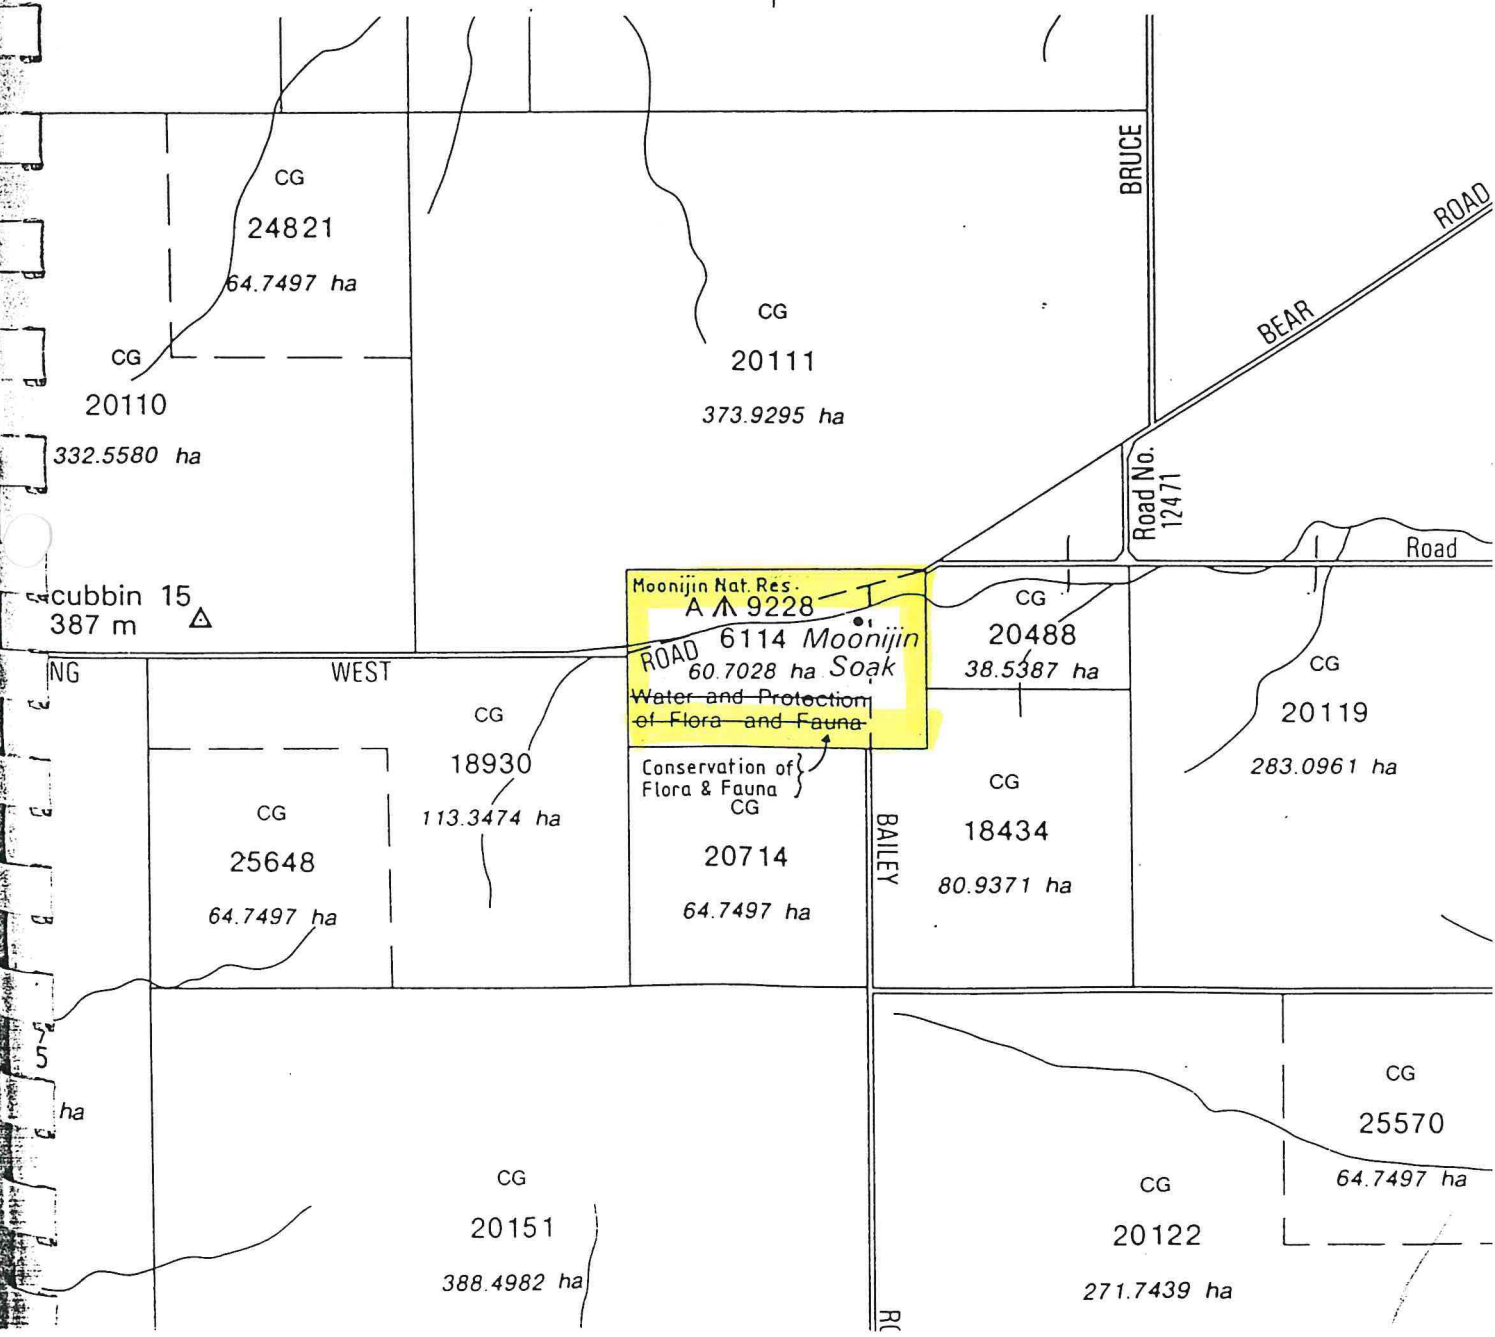 BRUCE
ROAD
BEAR
CG
24821
64.7497 ha
CG
20111
373.9295 ha
CG
20110
332.5580 ha
Road No.
12471
Road
cubbin 15
387 m
Moonijin Nat. Res.
A 9228
6114 Moonijin
ROAD
60.7028 ha Soak
Water and Protection
of Flora and Fauna
Conservation of
Flora & Fauna
CG
20714
64.7497 ha
CG
20488
38.5387 ha
CG
20119
283.0961 ha
NG
WEST
CG
18930
113.3474 ha
CG
25648
64.7497 ha
BAILEY
CG
18434
80.9371 ha
5
ha
CG
20151
388.4982 ha
CG
25570
64.7497 ha
CG
20122
271.7439 ha